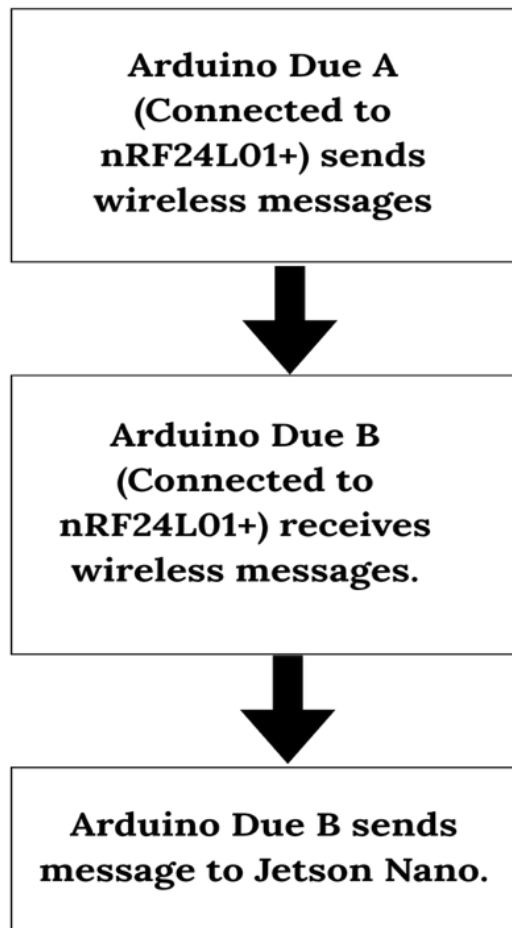 Arduino Due A
(Connected to
nRF24L01+) sends
wireless messages
Arduino Due B
(Connected to
nRF24L01+) receives
wireless messages.
Arduino Due B sends
message to Jetson Nano.